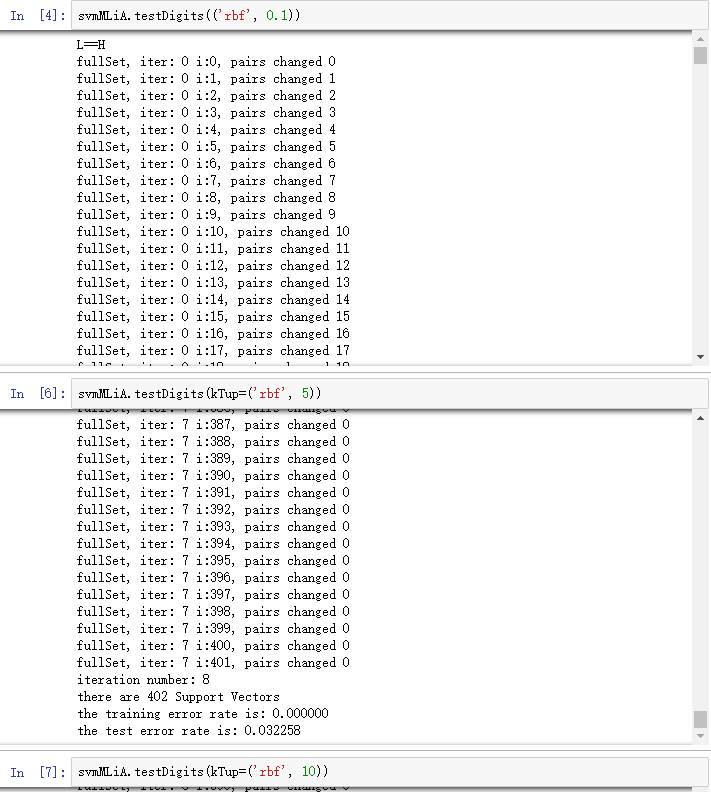 In [4]: svmMLiA.testDigits(('rbf', 0.1))
L==H
fullSet, iter: 0 i:0, pairs changed 0
fullSet, iter: 0 i:1, pairs changed 1
fullSet, iter: 0 i:2, pairs changed 2
fullSet, iter: 0 i:3, pairs changed 3
fullSet, iter: 0 i:4, pairs changed 4
fullSet, iter: 0 i:5, pairs changed 5
fullSet, iter: 0 i:6, pairs changed 6
fullSet, iter: 0 i:7, pairs changed 7
fullSet, iter: 0 i:8, pairs changed 8
fullSet, iter: 0 i:9, pairs changed 9
fullSet, iter: 0 i:10, pairs changed 10
fullSet, iter: 0 i:11, pairs changed 11
fullSet, iter: 0 i:12, pairs changed 12
fullSet, iter: 0 i:13, pairs changed 13
fullSet, iter: 0 i:14, pairs changed 14
fullSet, iter: 0 i:15, pairs changed 15
fullSet, iter: 0 i:16, pairs changed 16
fullSet, iter: 0 i:17, pairs changed 17
In [6]: svmMLiA.testDigits(kTup=('rbf', 5))
fullSet, iter: 7 i:387, pairs changed 0
fullSet, iter: 7 i:388, pairs changed 0
fullSet, iter: 7 i:389, pairs changed 0
fullSet, iter: 7 i:390, pairs changed 0
fullSet, iter: 7 i:391, pairs changed 0
fullSet, iter: 7 i:392, pairs changed 0
fullSet, iter: 7 i:393, pairs changed 0
fullSet, iter: 7 i:394, pairs changed 0
fullSet, iter: 7 i:395, pairs changed 0
fullSet, iter: 7 i:396, pairs changed 0
fullSet, iter: 7 i:397, pairs changed 0
fullSet, iter: 7 i:398, pairs changed 0
fullSet, iter: 7 i:399, pairs changed 0
fullSet, iter: 7 i:400, pairs changed 0
fullSet, iter: 7 i:401, pairs changed 0
iteration number: 8
there are 402 Support Vectors
the training error rate is: 0.000000
the test error rate is: 0.032258
In [7]: svmMLiA.testDigits(kTup=('rbf', 10))